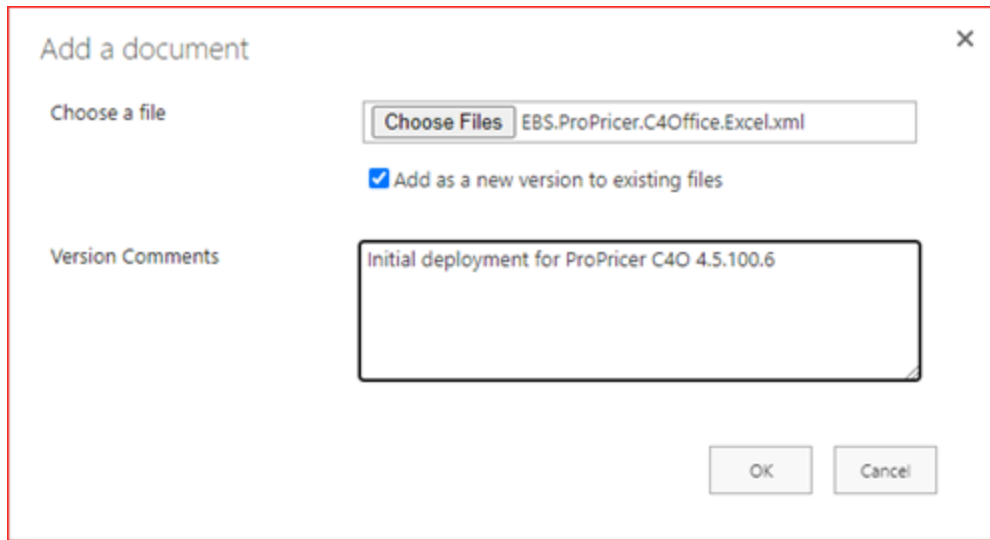 Add a document
Choose a file
Choose Files EBS.ProPricer.C4Office.Excel.xml
Add as a new version to existing files
Version Comments
Initial deployment for ProPricer C4O 4.5.100.6
OK Cancel